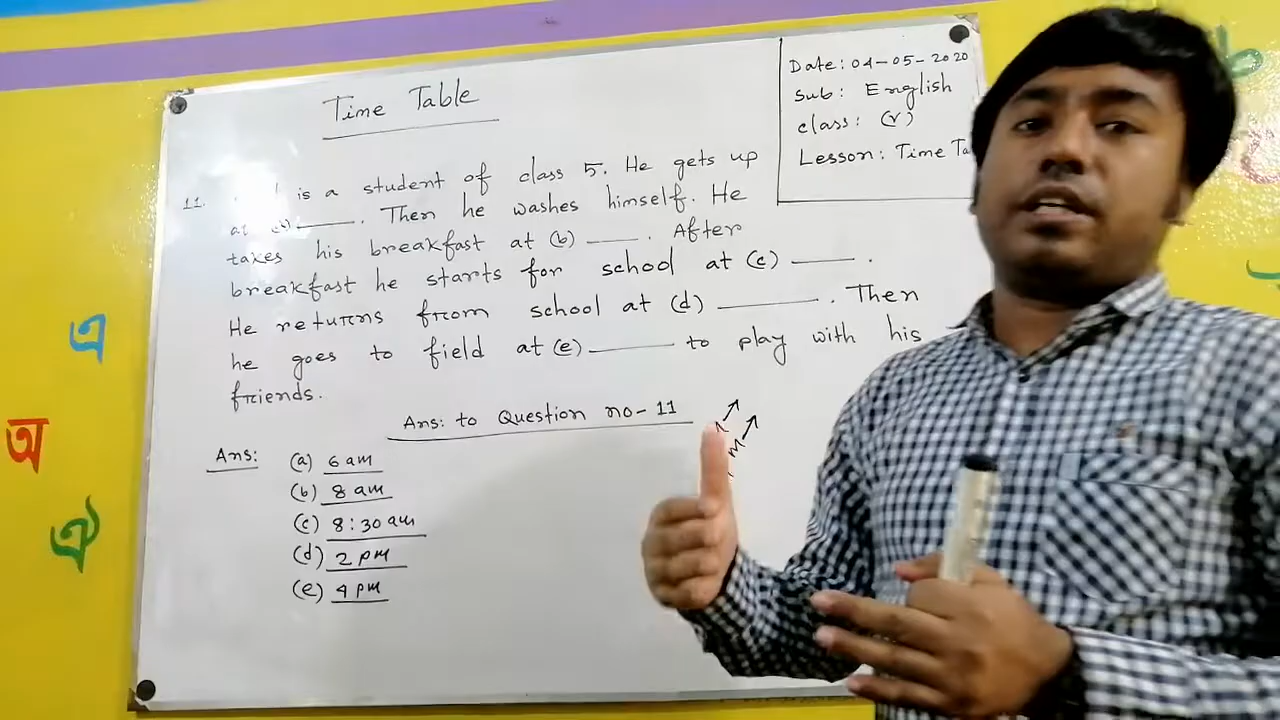 Time Table
Date: 04-05-2020
Sub: English
class: (V)
Lesson: Time Ta
11. is a student of class 5. He gets up
at (a) ____. Then he washes himself. He
takes his breakfast at (b) ____. After
breakfast he starts for school at (c) ____.
He returns from school at (d) ____. Then
he goes to field at (e) ____ to play with his
friends.
Ans: to Question no-11
Ans: (a) 6 am
(b) 8 am
(c) 8:30 am
(d) 2 pm
(e) 4 pm
এ
অ
ঐ